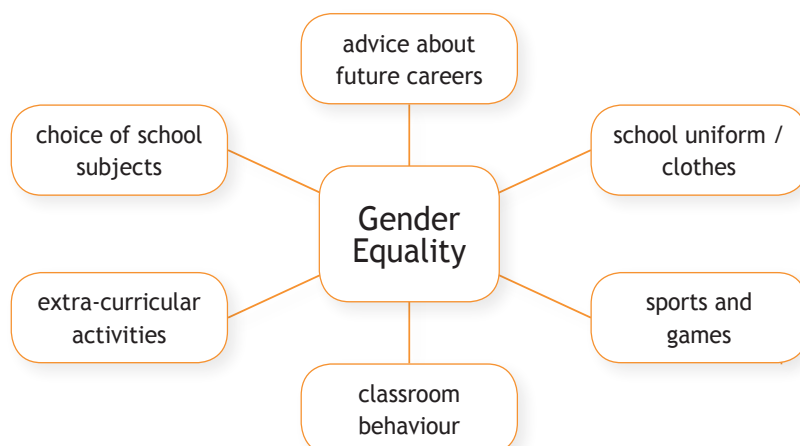 advice about
future careers
choice of school
subjects
school uniform /
clothes
Gender
Equality
extra-curricular
activities
sports and
games
classroom
behaviour